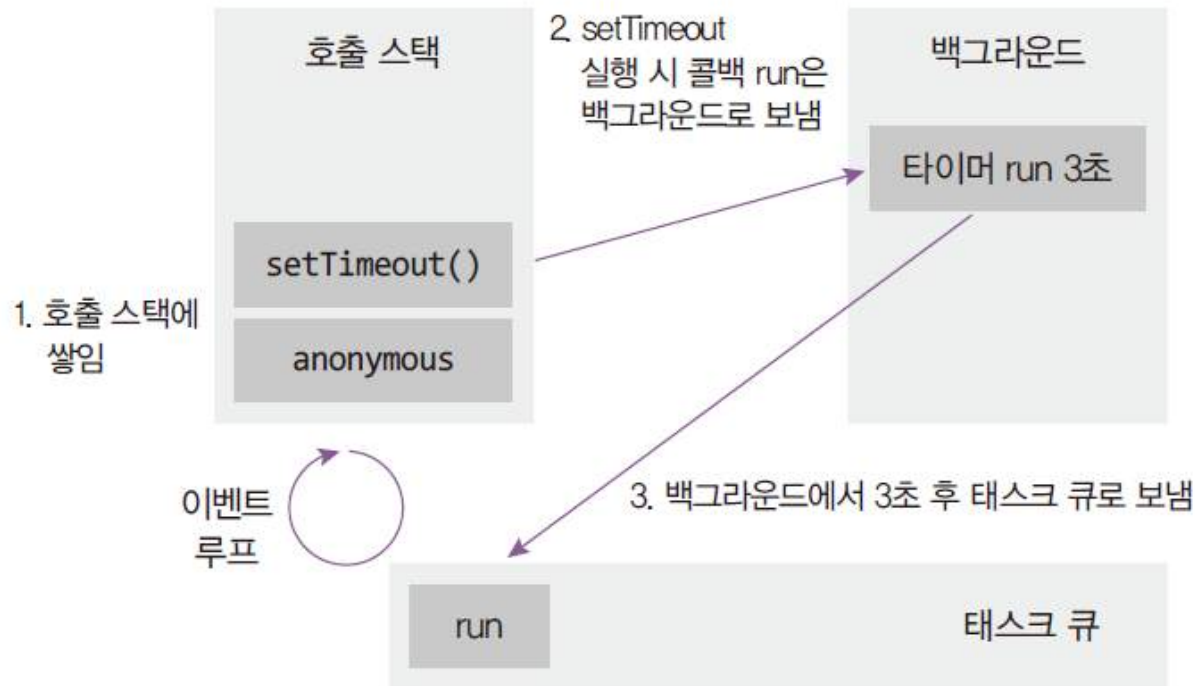 호출 스택
2. setTimeout
실행 시 콜백 run은
백그라운드로 보냄
백그라운드
타이머 run 3초
setTimeout()
1. 호출 스택에
쌓임
anonymous
이벤트
루프
3. 백그라운드에서 3초 후 태스크 큐로 보냄
run
태스크 큐